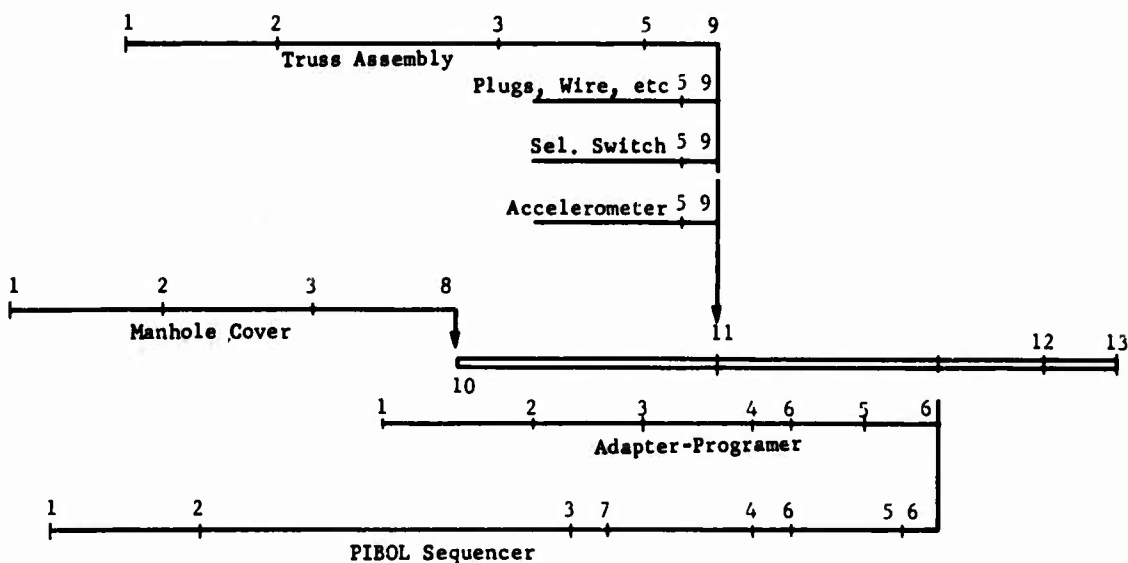 1 2 3 5 9
Truss Assembly
Plugs, Wire, etc 5 9
Sel. Switch 5 9
Accelerometer 5 9
1 2 3 8
Manhole Cover
11 12 13
10
1 2 3 4 6 5 6
Adapter-Programer
1 2 3 7 4 6 5 6
PIBOL Sequencer